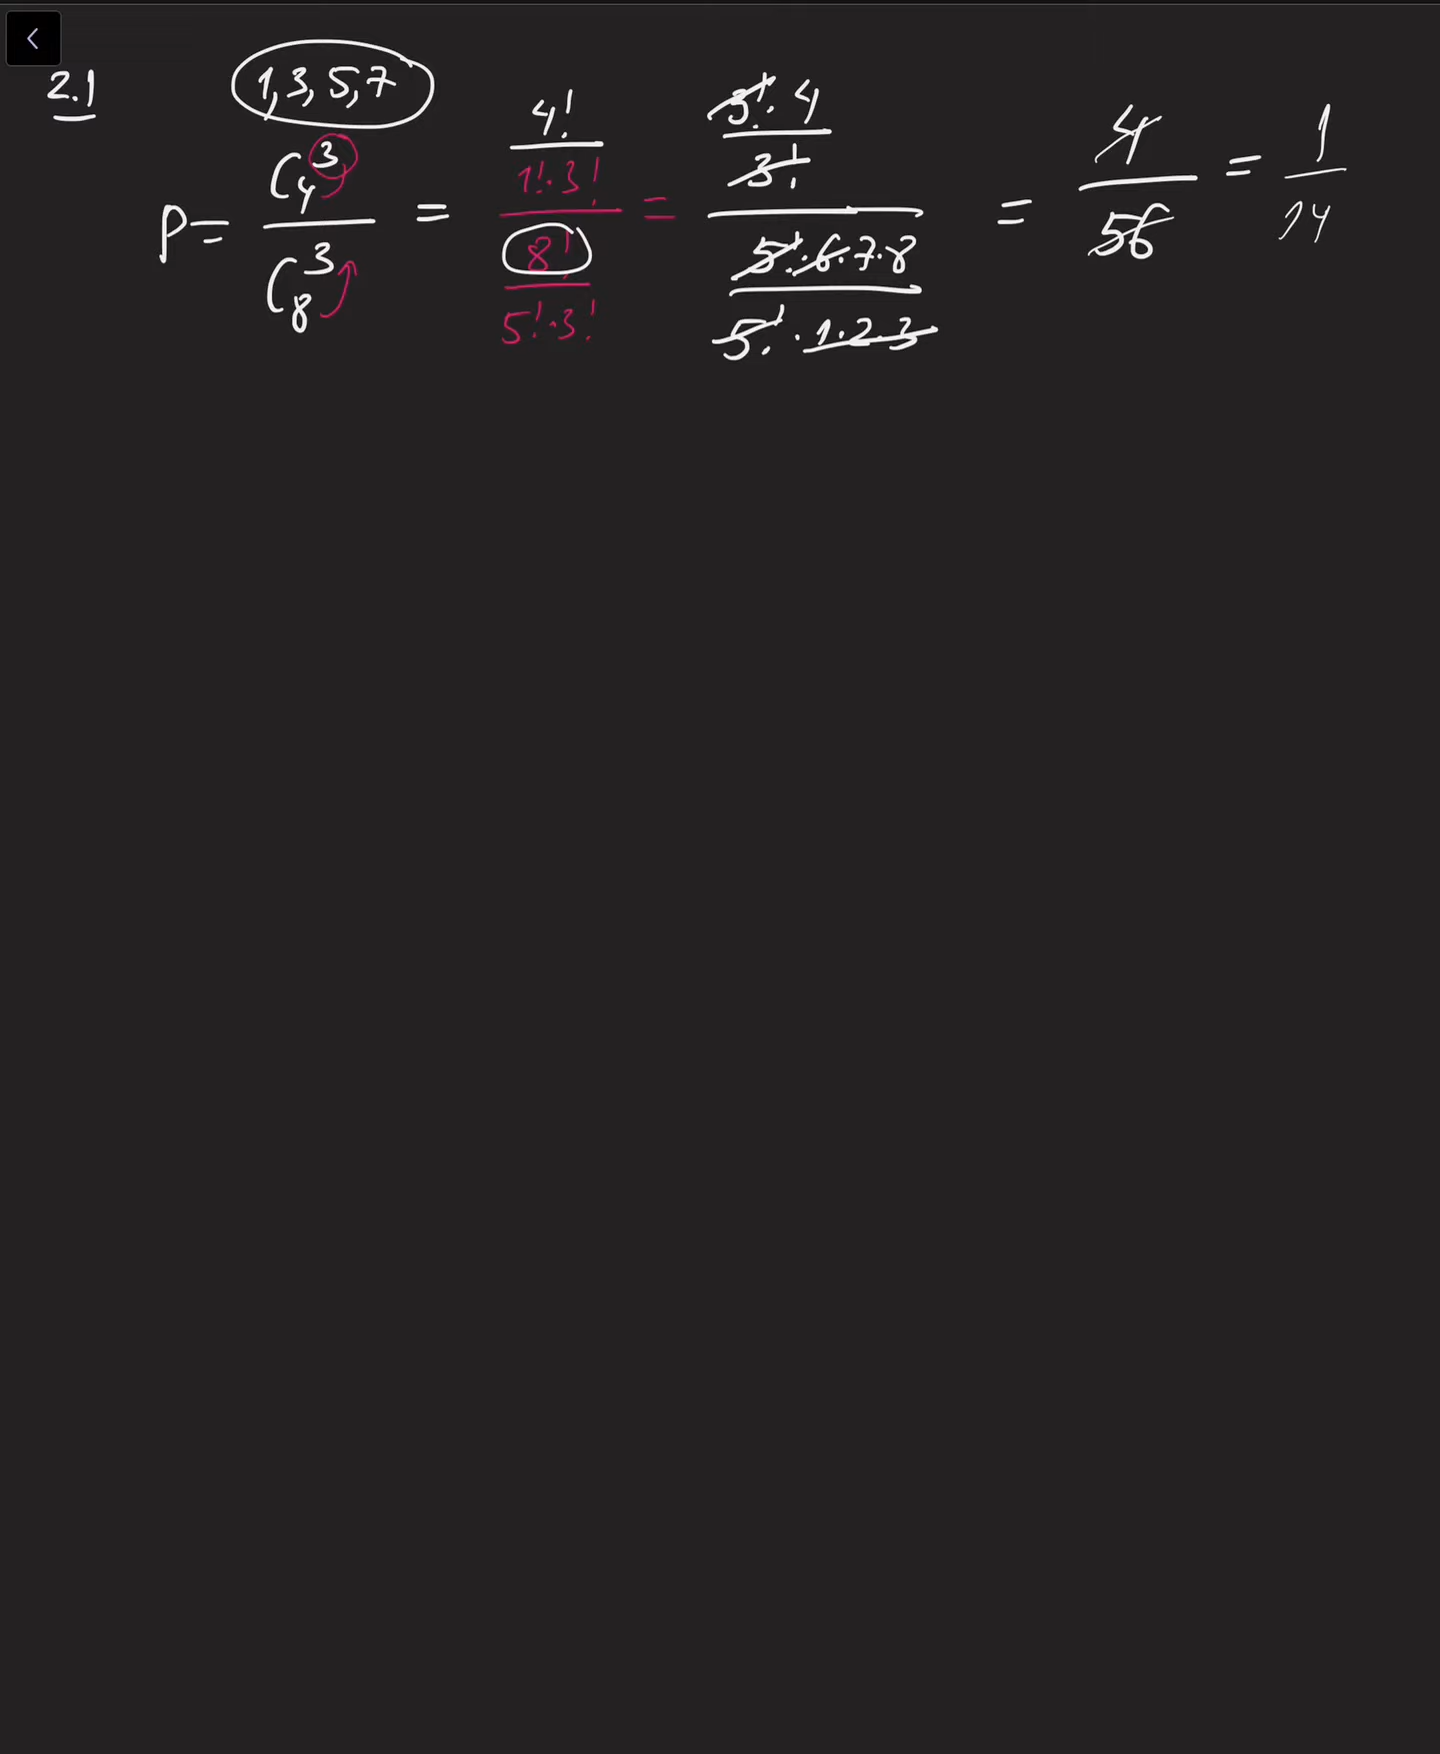 2.1 1, 3, 5, 7
P = C₄³ / C₈³ = (4! / 1!·3!) / (8! / 5!·3!) = (3!·4 / 3!) / (5!·6·7·8 / 5!·1·2·3) = 4/56 = 1/14